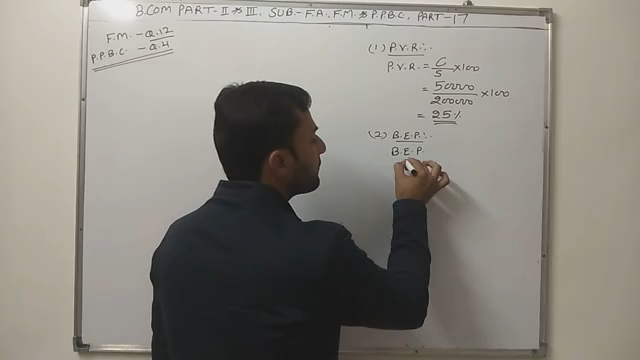 B.COM PART-II & III. SUB-F.A, F.M. & P.P.B.C. PART-17
F.M. - Q.12
P.P.B.C. - Q.4
(1) P.V.R:-
P.V.R. = C/S ×100
= 50000/200000 ×100
= 25%
(2) B.E.P:-
B.E.P.